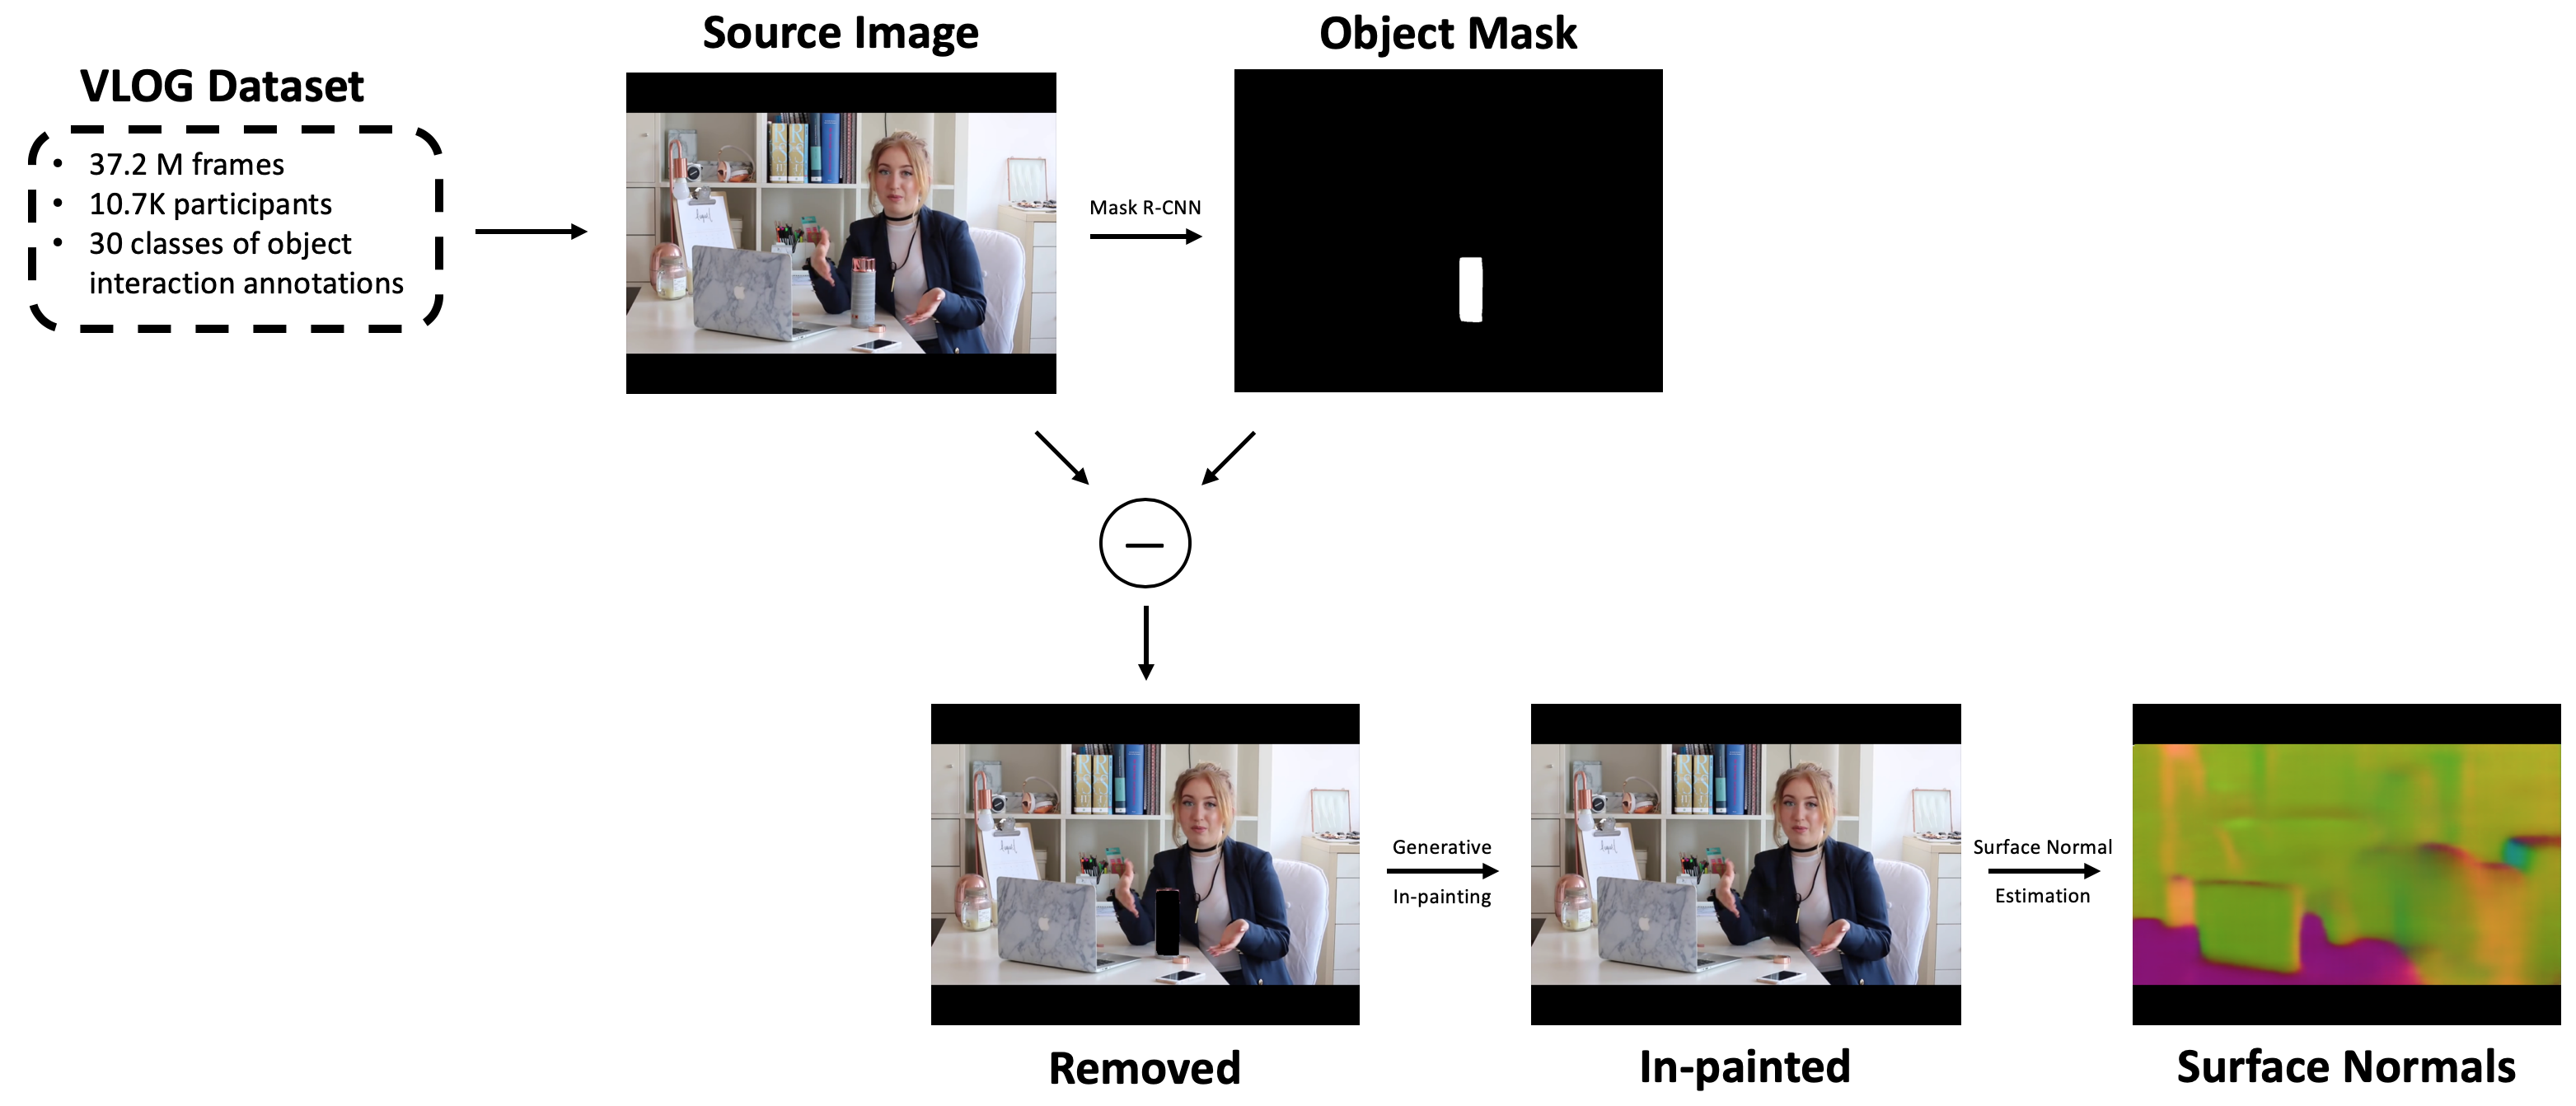 Source Image
Object Mask
VLOG Dataset
• 37.2 M frames
• 10.7K participants
• 30 classes of object
interaction annotations
Mask R-CNN
Generative
In-painting
Surface Normal
Estimation
Removed
In-painted
Surface Normals